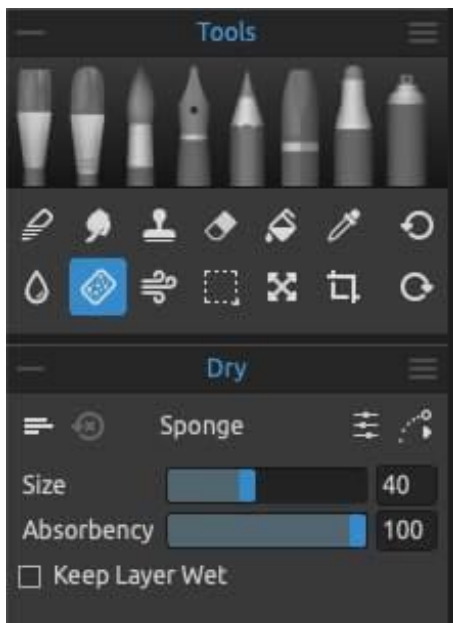 Tools
Dry
Sponge
Size 40
Absorbency 100
Keep Layer Wet